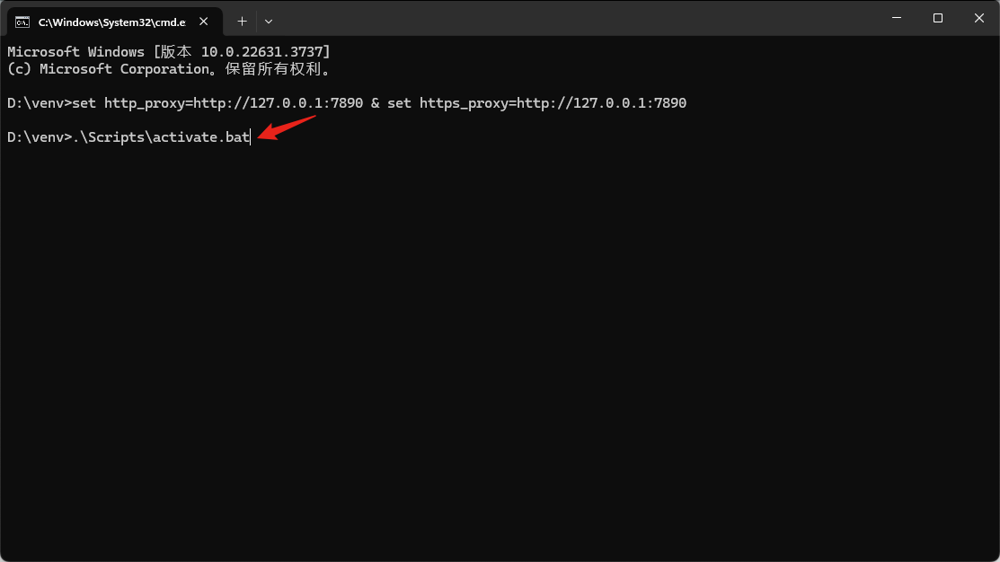 C:\Windows\System32\cmd.e
Microsoft Windows [版本 10.0.22631.3737]
(c) Microsoft Corporation。保留所有权利。
D:\venv>set http_proxy=http://127.0.0.1:7890 & set https_proxy=http://127.0.0.1:7890
D:\venv>.\Scripts\activate.bat